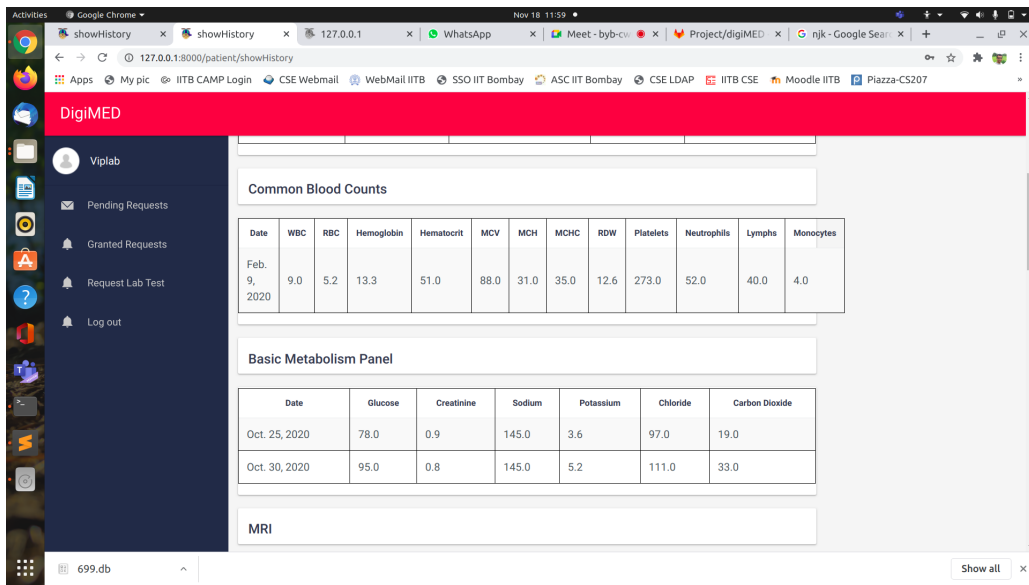 Activities Google Chrome Nov 18 11:59
showHistory showHistory 127.0.0.1 WhatsApp Meet - byb-cw Project/digiMED njk - Google Sear
127.0.0.1:8000/patient/showHistory
Apps My pic IITB CAMP Login CSE Webmail WebMail IITB SSO IIT Bombay ASC IIT Bombay CSE LDAP IITB CSE Moodle IITB Piazza-CS207 »
DigiMED
Viplab
Pending Requests
Granted Requests
Request Lab Test
Log out
Common Blood Counts
Date WBC RBC Hemoglobin Hematocrit MCV MCH MCHC RDW Platelets Neutrophils Lymphs Monocytes
Feb. 9, 2020 9.0 5.2 13.3 51.0 88.0 31.0 35.0 12.6 273.0 52.0 40.0 4.0
Basic Metabolism Panel
Date Glucose Creatinine Sodium Potassium Chloride Carbon Dioxide
Oct. 25, 2020 78.0 0.9 145.0 3.6 97.0 19.0
Oct. 30, 2020 95.0 0.8 145.0 5.2 111.0 33.0
MRI
699.db Show all